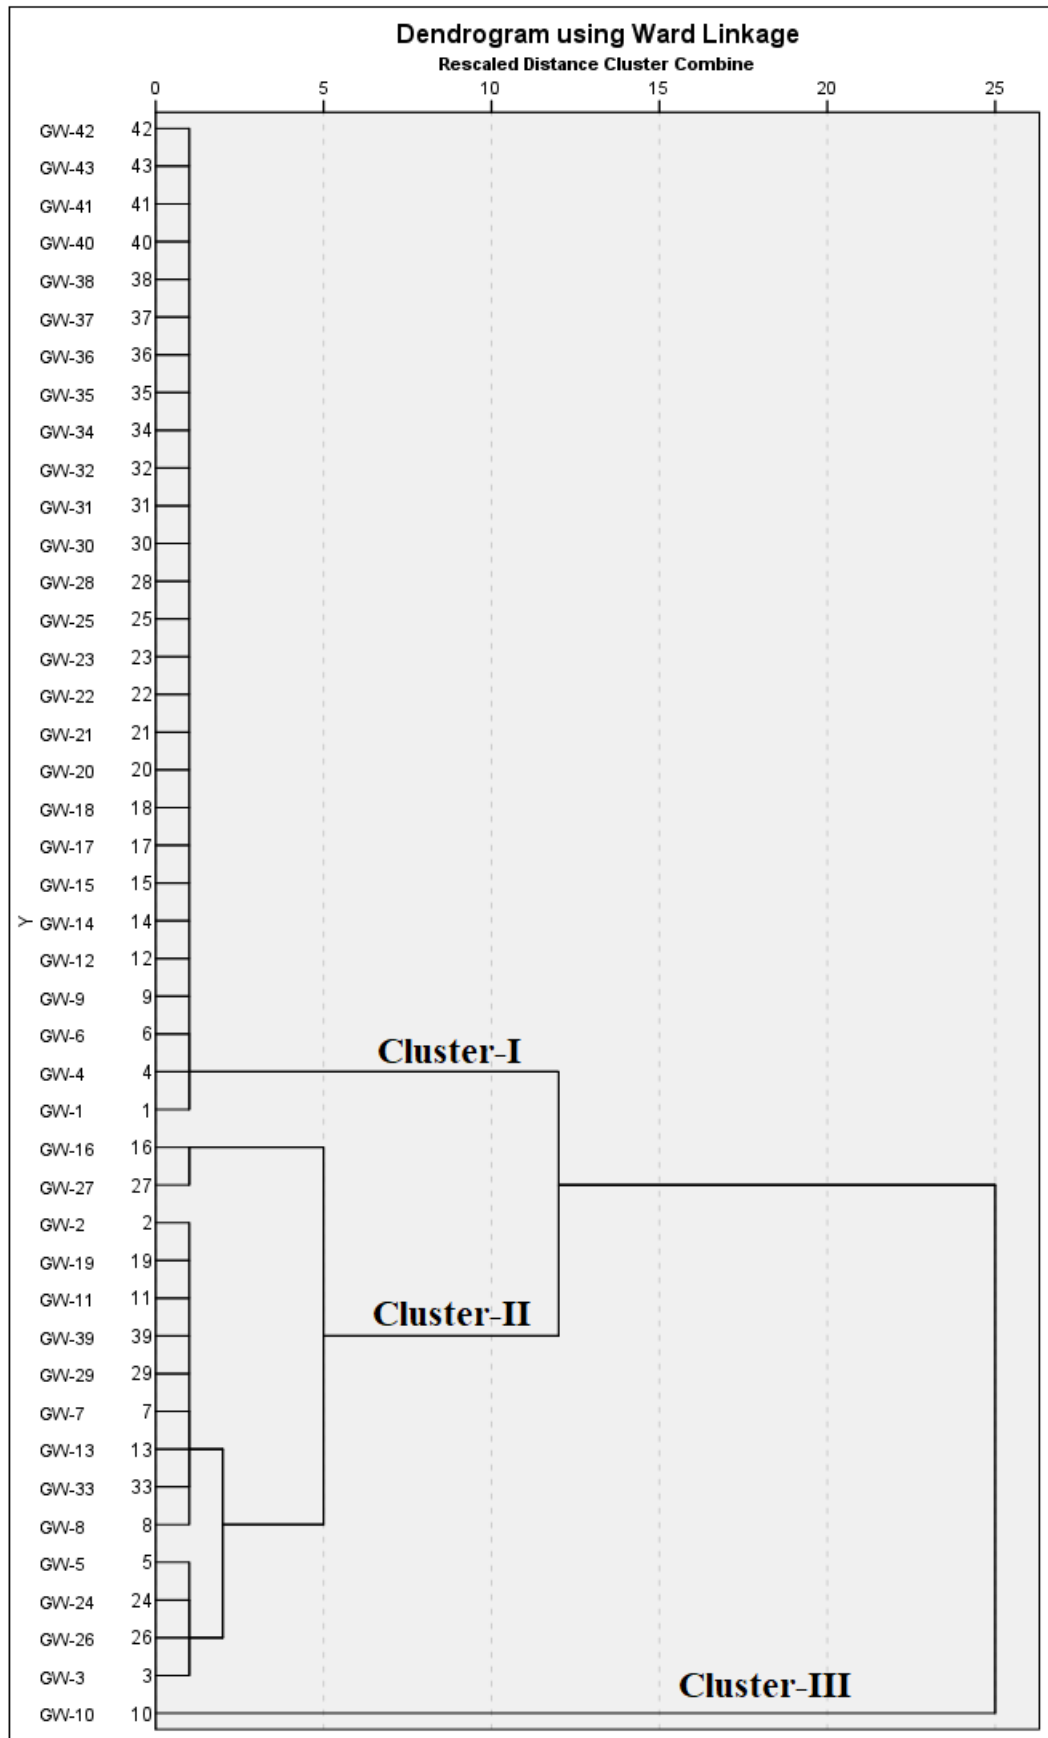 Dendrogram using Ward Linkage
Rescaled Distance Cluster Combine
0 5 10 15 20 25
GW-42 42
GW-43 43
GW-41 41
GW-40 40
GW-38 38
GW-37 37
GW-36 36
GW-35 35
GW-34 34
GW-32 32
GW-31 31
GW-30 30
GW-28 28
GW-25 25
GW-23 23
GW-22 22
GW-21 21
GW-20 20
GW-18 18
GW-17 17
GW-15 15
Y GW-14 14
GW-12 12
GW-9 9
GW-6 6
Cluster-I
GW-4 4
GW-1 1
GW-16 16
GW-27 27
GW-2 2
GW-19 19
GW-11 11
Cluster-II
GW-39 39
GW-29 29
GW-7 7
GW-13 13
GW-33 33
GW-8 8
GW-5 5
GW-24 24
GW-26 26
GW-3 3
Cluster-III
GW-10 10